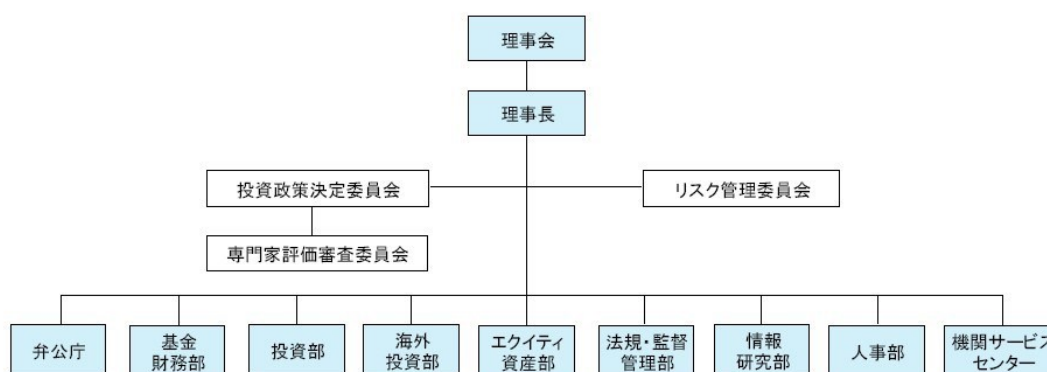 理事会
理事長
投資政策決定委員会
リスク管理委員会
専門家評価審査委員会
弁公庁
基金
財務部
投資部
海外
投資部
エクイティ
資産部
法規・監督
管理部
情報
研究部
人事部
機関サービス
センター